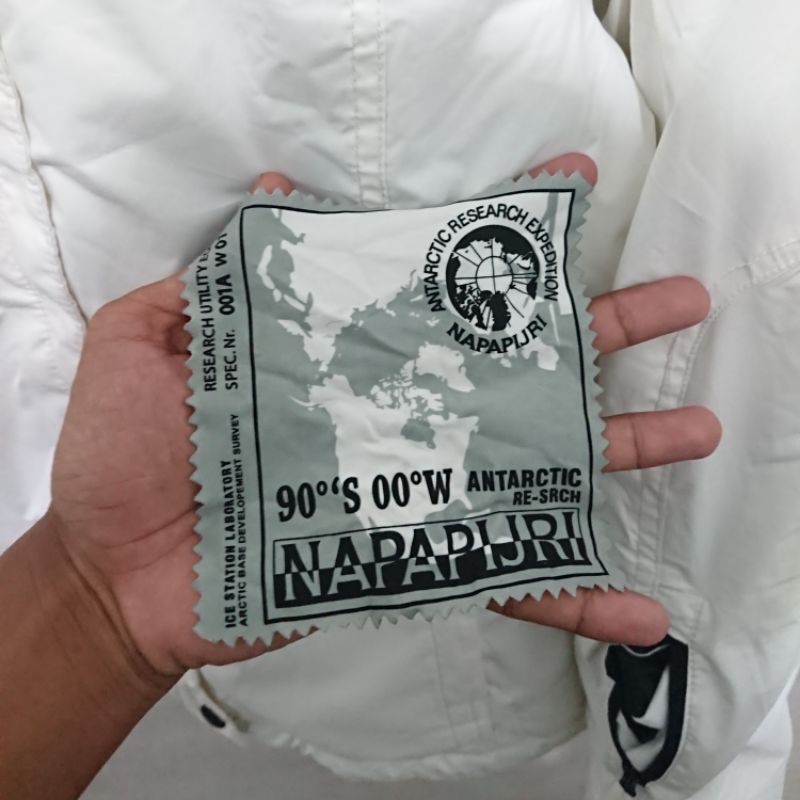 ANTARCTIC RESEARCH EXPEDITION
NAPAPIJRI
RESEARCH UTILITY
SPEC.Nr. 001A W01
ICE STATION LABORATORY
ARCTIC BASE DEVELOPEMENT SURVEY
90°‘S 00°W ANTARCTIC
RE-SRCH
NAPAPIJRI